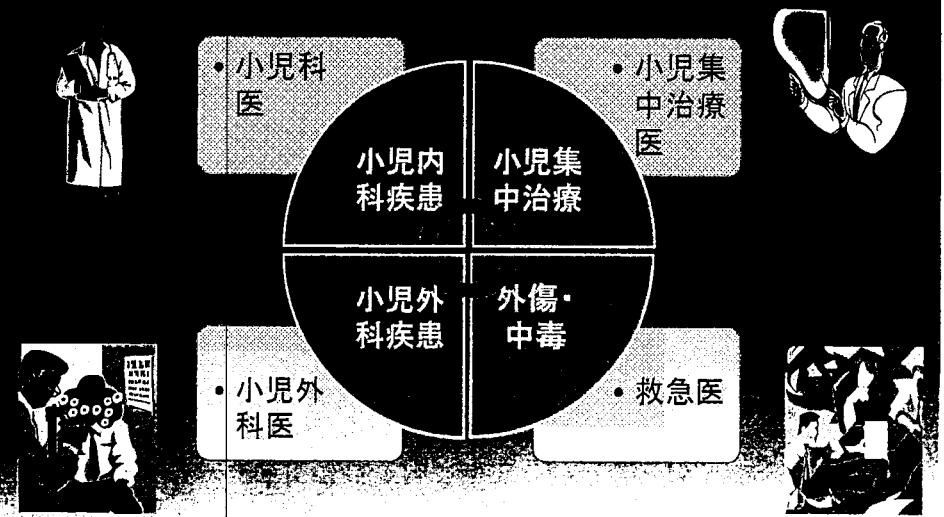 • 小児科
医
• 小児集
中治療
医
小児内
科疾患
小児集
中治療
小児外
科疾患
外傷・
中毒
• 小児外
科医
• 救急医